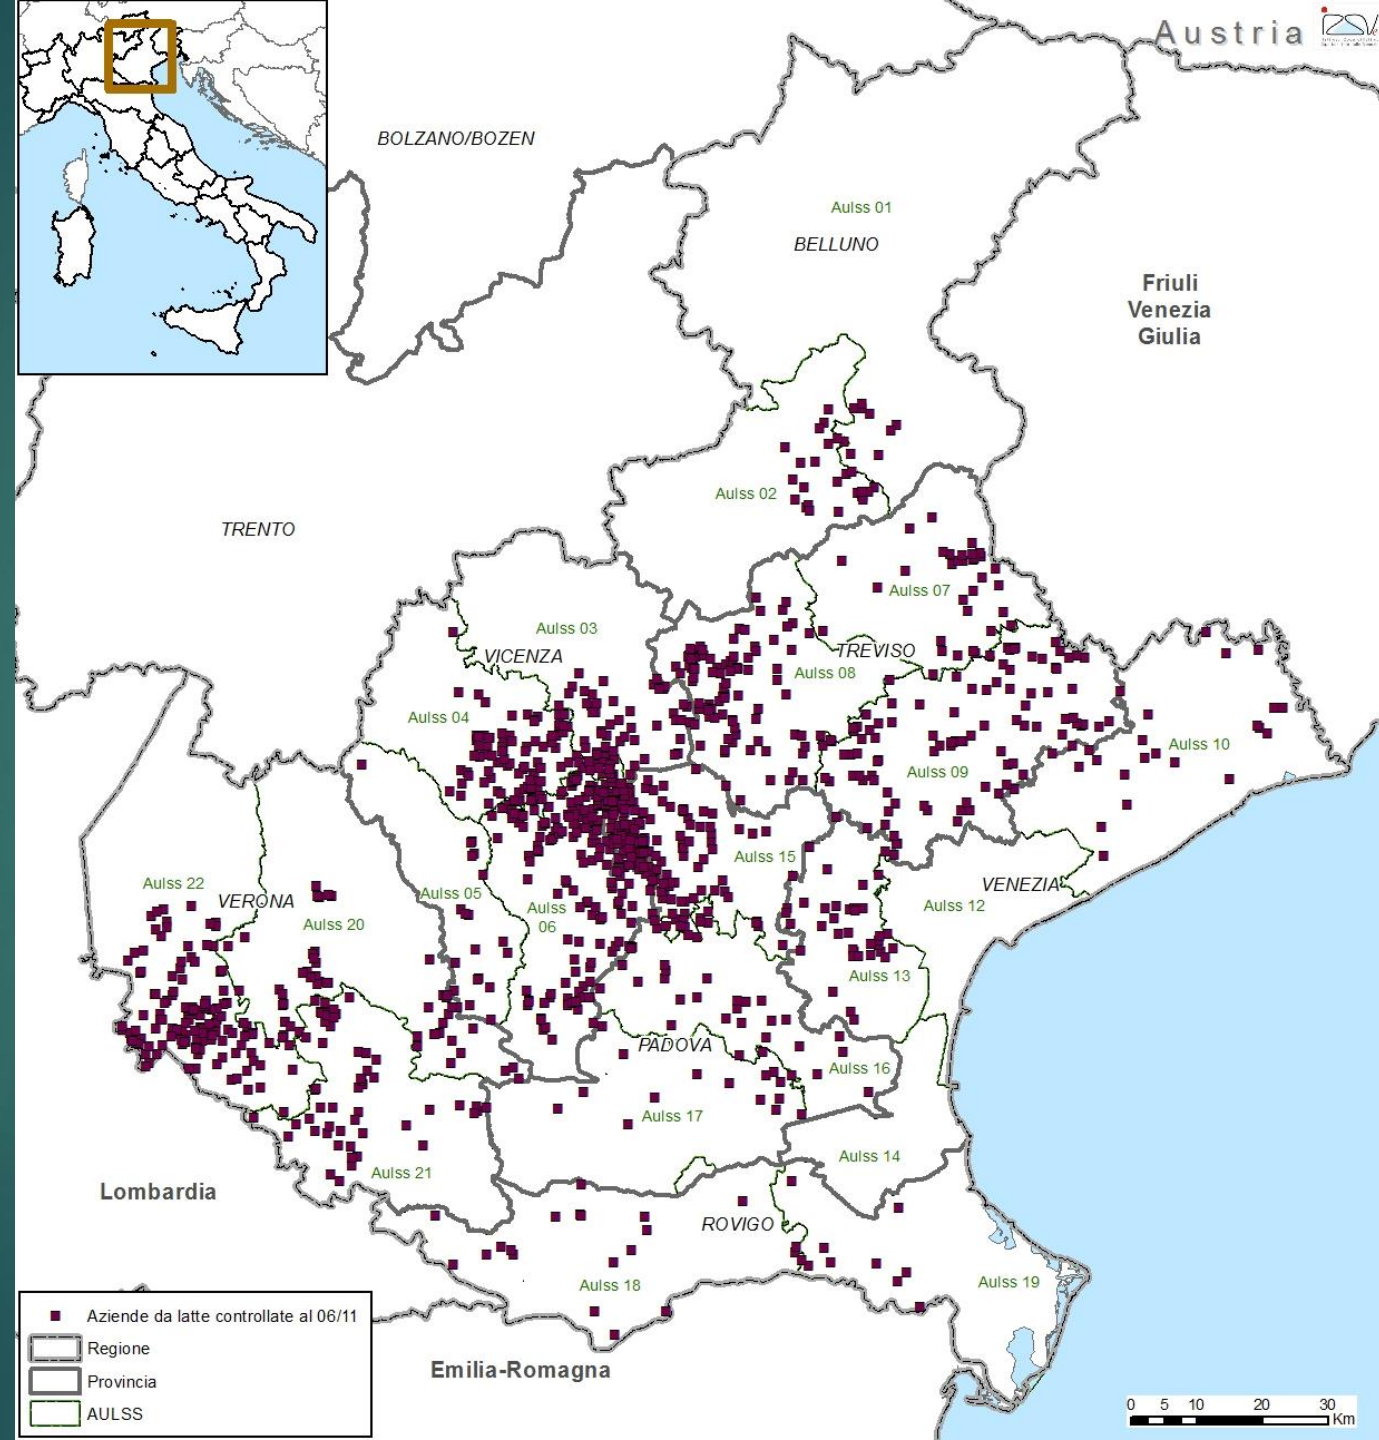 Austria
BOLZANO/BOZEN
Aulss 01
BELLUNO
Friuli
Venezia
Giulia
Aulss 02
TRENTO
Aulss 07
Aulss 03
VICENZA
TREVISO
Aulss 08
Aulss 04
Aulss 10
Aulss 09
Aulss 15
Aulss 22
VERONA
Aulss 05
VENEZIA
Aulss 12
Aulss
06
Aulss 20
Aulss 13
PADOVA
Aulss 16
Aulss 17
Aulss 14
Aulss 21
Lombardia
ROVIGO
Aulss 18
Aulss 19
Aziende da latte controllate al 06/11
Regione
Provincia
AULSS
Emilia-Romagna
0 5 10 20 30
Km